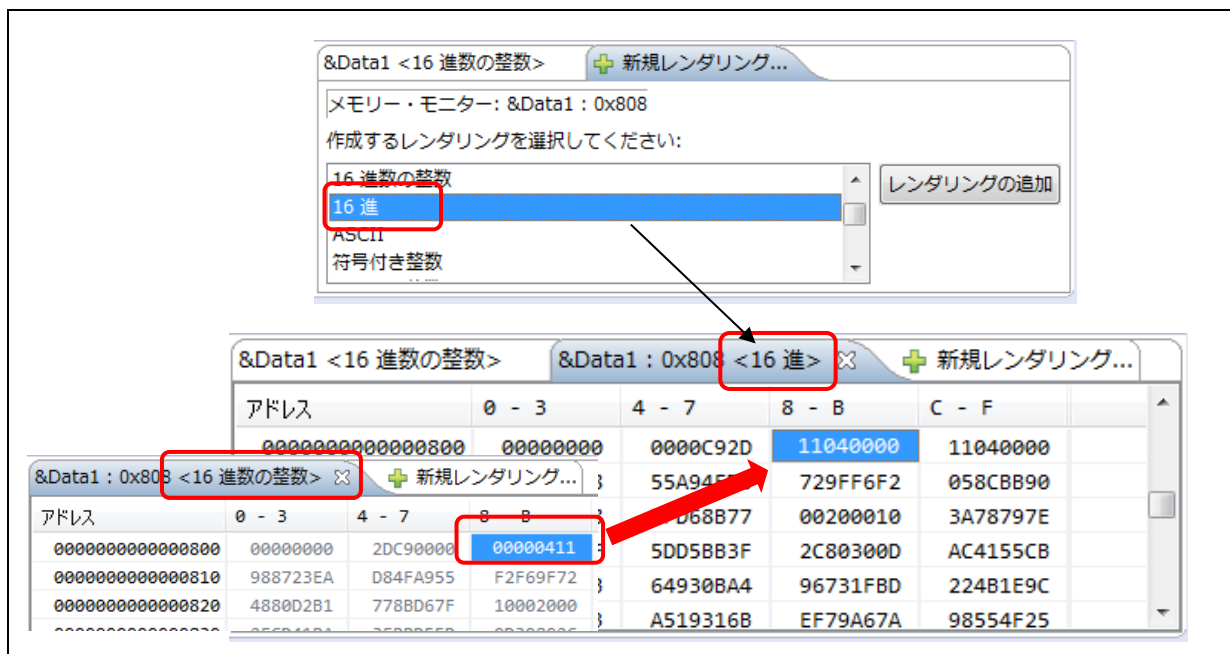 &Data1 <16 進数の整数> 新規レンダリング...
メモリー・モニター: &Data1 : 0x808
作成するレンダリングを選択してください:
16 進数の整数
レンダリングの追加
16 進
ASCII
符号付き整数
&Data1 <16 進数の整数> &Data1 : 0x808 <16 進> 新規レンダリング...
アドレス 0 - 3 4 - 7 8 - B C - F
0000000000000800 00000000 0000C92D 11040000 11040000
729FF6F2 058CBB90
00200010 3A78797E
5DD5BB3F 2C80300D AC4155CB
64930BA4 96731FBD 224B1E9C
A519316B EF79A67A 98554F25
&Data1 : 0x808 <16 進数の整数> 新規レンダリング...
アドレス 0 - 3 4 - 7 8 - B
0000000000000800 00000000 2DC90000 00000411
0000000000000810 988723EA D84FA955 F2F69F72
0000000000000820 4880D2B1 778BD67F 10002000